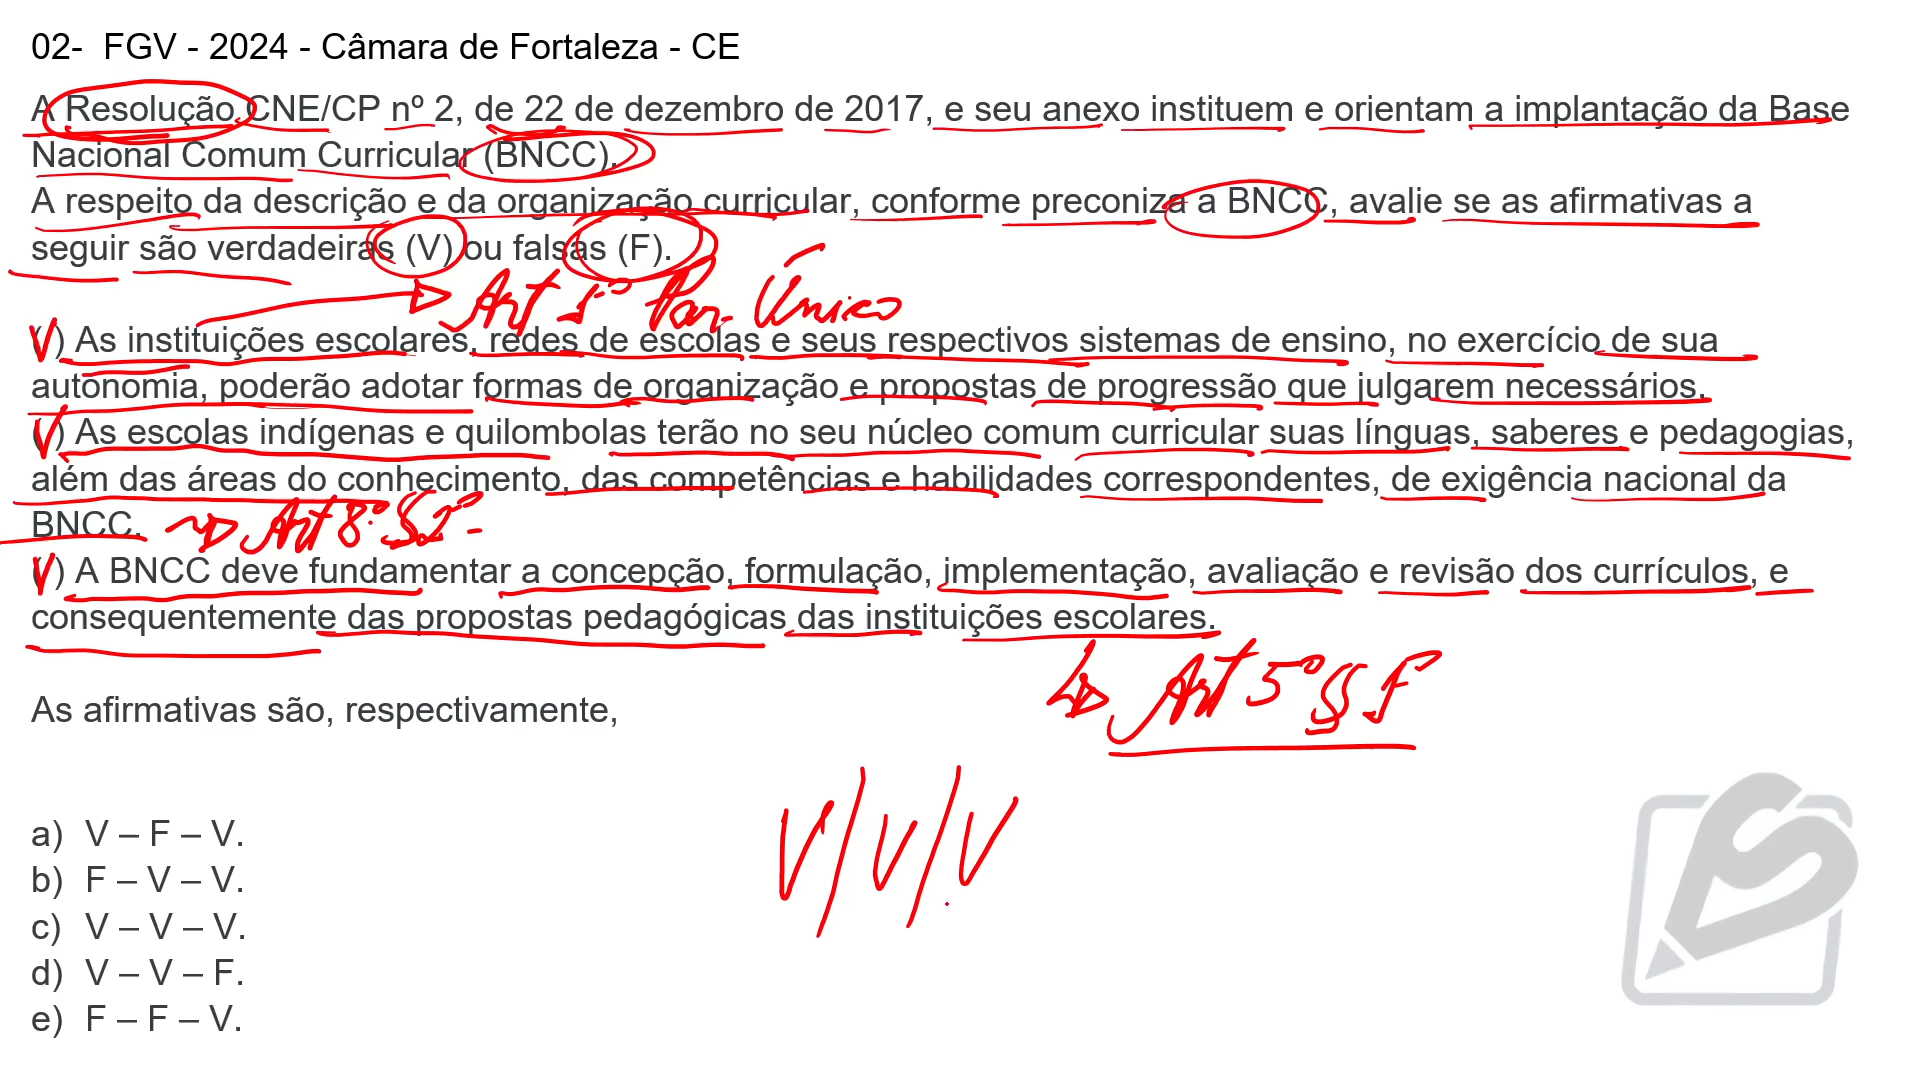 02- FGV - 2024 - Câmara de Fortaleza - CE
A Resolução CNE/CP nº 2, de 22 de dezembro de 2017, e seu anexo instituem e orientam a implantação da Base
Nacional Comum Curricular (BNCC).
A respeito da descrição e da organização curricular, conforme preconiza a BNCC, avalie se as afirmativas a
seguir são verdadeiras (V) ou falsas (F).
Art 1º Par. Único
V ) As instituições escolares, redes de escolas e seus respectivos sistemas de ensino, no exercício de sua
autonomia, poderão adotar formas de organização e propostas de progressão que julgarem necessários.
V ) As escolas indígenas e quilombolas terão no seu núcleo comum curricular suas línguas, saberes e pedagogias,
além das áreas do conhecimento, das competências e habilidades correspondentes, de exigência nacional da
BNCC. Art 8º §2º
V ) A BNCC deve fundamentar a concepção, formulação, implementação, avaliação e revisão dos currículos, e
consequentemente das propostas pedagógicas das instituições escolares.
Art 5º §
As afirmativas são, respectivamente,
V/V/V
a) V – F – V.
b) F – V – V.
c) V – V – V.
d) V – V – F.
e) F – F – V.